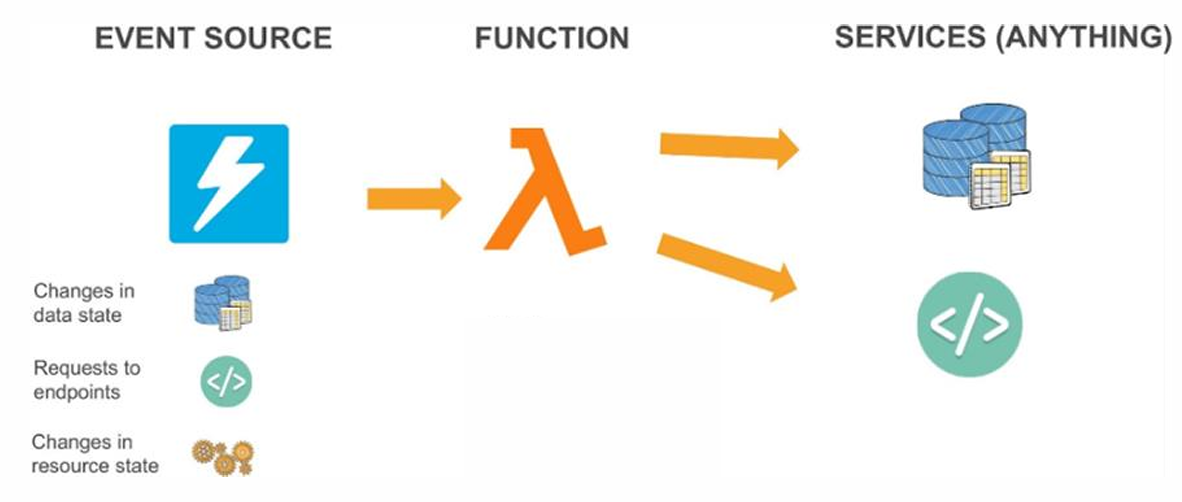 EVENT SOURCE
FUNCTION
SERVICES (ANYTHING)
Changes in
data state
</>
Requests to
endpoints
</>
Changes in
resource state